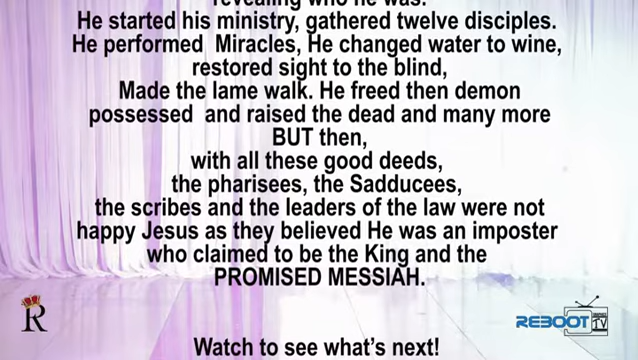 revealing who he was.
He started his ministry, gathered twelve disciples.
He performed  Miracles, He changed water to wine,
restored sight to the blind,
Made the lame walk. He freed then demon
possessed  and raised the dead and many more
BUT then,
with all these good deeds,
the pharisees, the Sadducees,
the scribes and the leaders of the law were not
happy Jesus as they believed He was an imposter
who claimed to be the King and the
PROMISED MESSIAH.
R
REBOOT TV
Watch to see what's next!